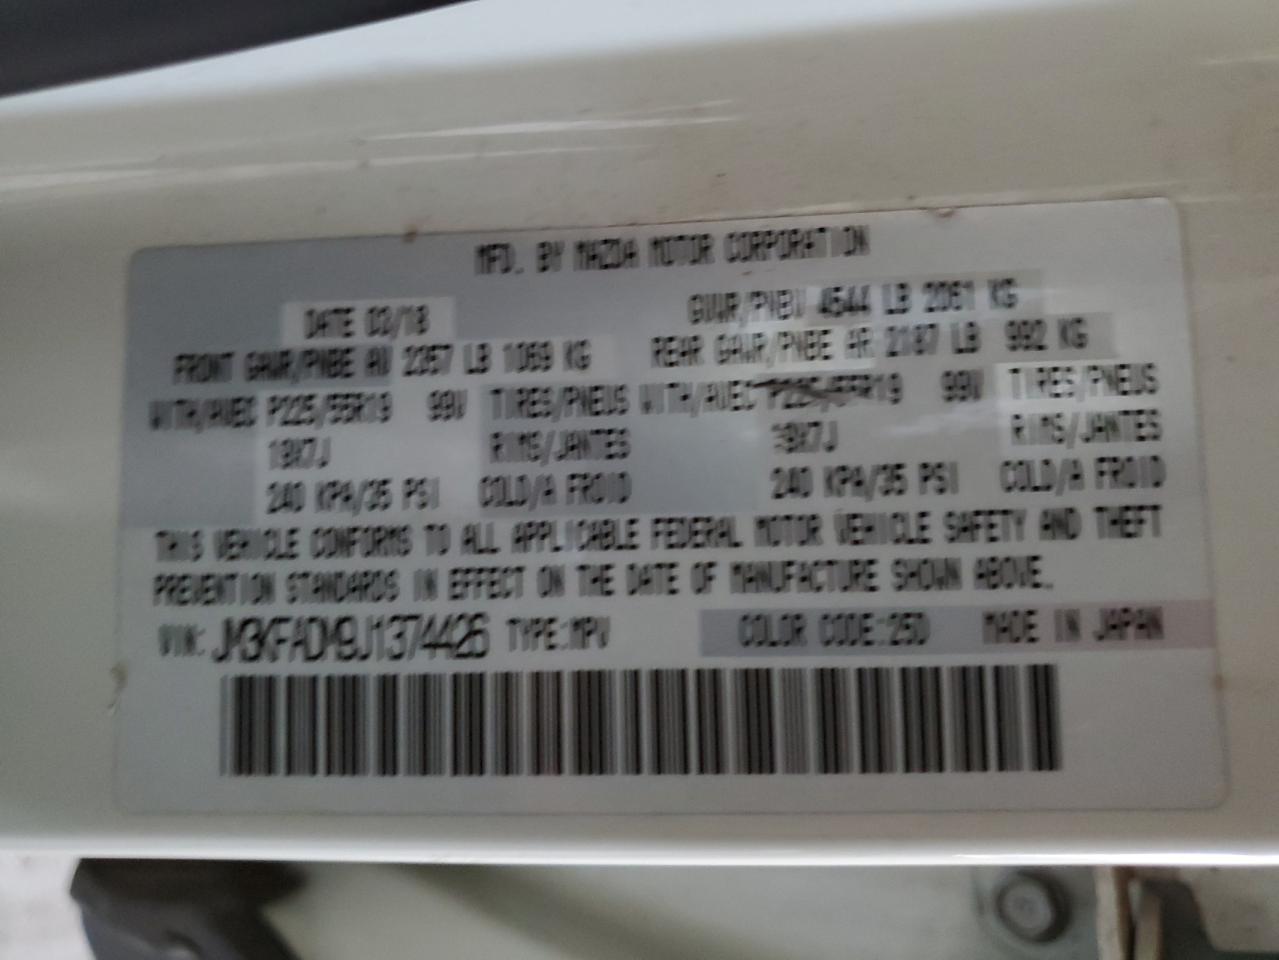 MFD. BY MAZDA MOTOR CORPORATION
DATE 03/18 GVWR/PNBV 4544 LB 2061 KG
FRONT GAWR/PNBE AV 2357 LB 1069 KG REAR GAWR/PNBE AR 2187 LB 992 KG
WITH/AVEC P225/55R19 99V TIRES/PNEUS WITH/AVEC P225/55R19 99V TIRES/PNEUS
19X7J RIMS/JANTES 19X7J RIMS/JANTES
240 KPA/35 PSI COLD/A FROID 240 KPA/35 PSI COLD/A FROID
THIS VEHICLE CONFORMS TO ALL APPLICABLE FEDERAL MOTOR VEHICLE SAFETY AND THEFT
PREVENTION STANDARDS IN EFFECT ON THE DATE OF MANUFACTURE SHOWN ABOVE.
VIN: JM3KFADM9J1374426 TYPE:MPV COLOR CODE:25D MADE IN JAPAN